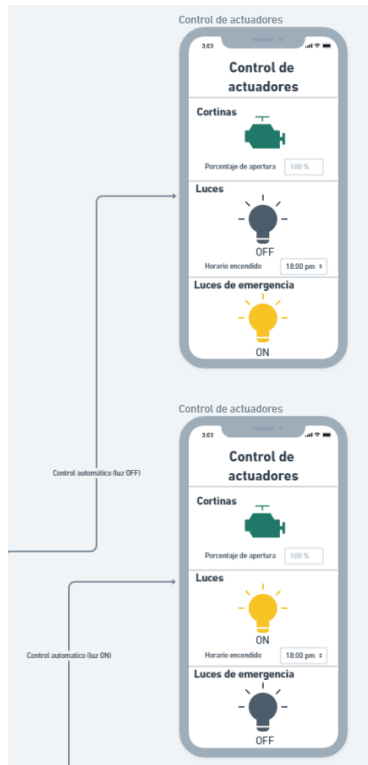 Control de actuadores
3:03
Control de
actuadores
Cortinas
Porcentaje de apertura 100 %
Luces
OFF
Horario encendido 18:00 pm
Luces de emergencia
ON
Control automático (luz OFF)
Control de actuadores
3:03
Control de
actuadores
Cortinas
Porcentaje de apertura 100 %
Luces
ON
Horario encendido 18:00 pm
Control automatico (luz ON)
Luces de emergencia
OFF